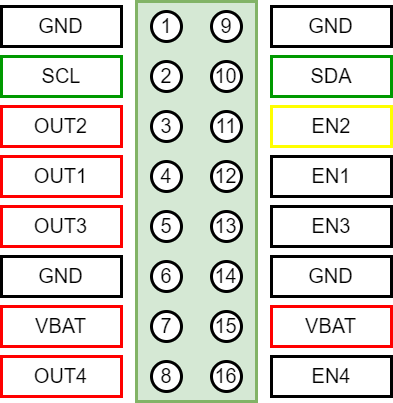 GND 1 9 GND
SCL 2 10 SDA
OUT2 3 11 EN2
OUT1 4 12 EN1
OUT3 5 13 EN3
GND 6 14 GND
VBAT 7 15 VBAT
OUT4 8 16 EN4